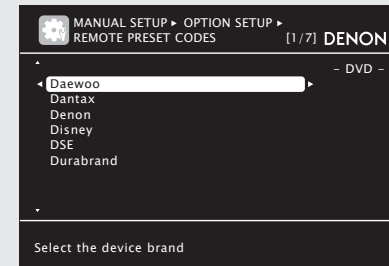 MANUAL SETUP ▸ OPTION SETUP ▸
REMOTE PRESET CODES [1/7] DENON
– DVD –
Daewoo
Dantax
Denon
Disney
DSE
Durabrand
Select the device brand